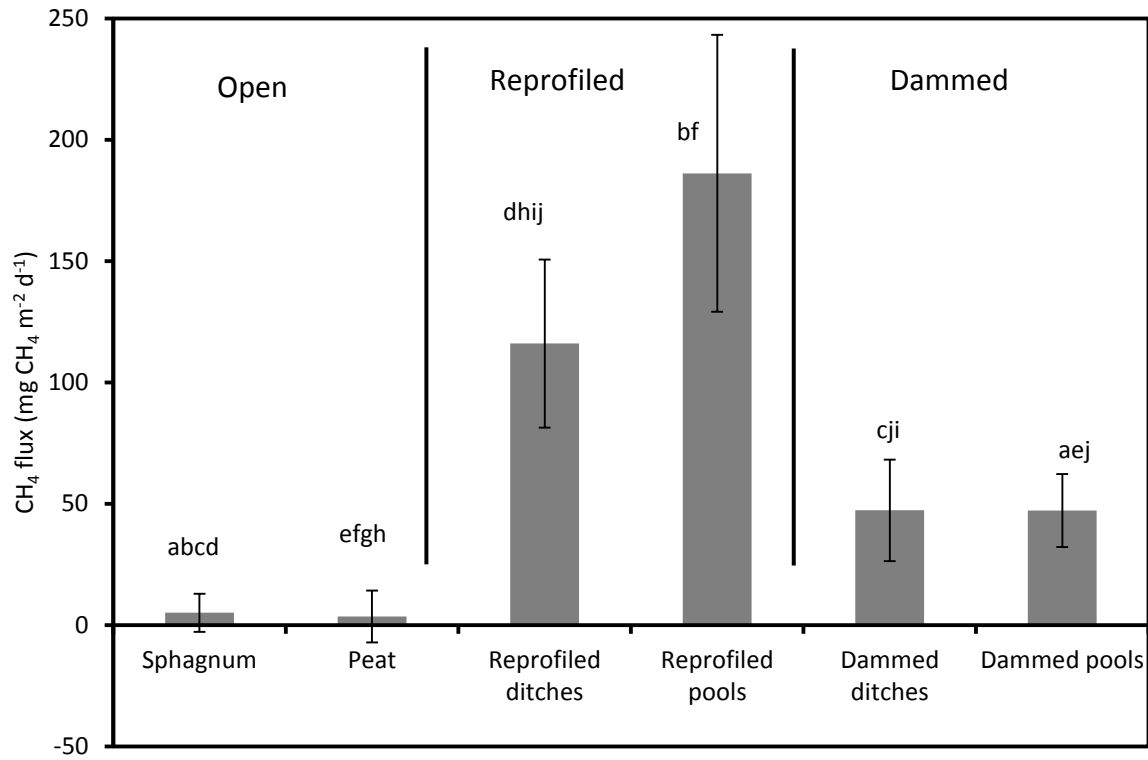 250
200
150
100
50
0
-50
CH₄ flux (mg CH₄ m⁻² d⁻¹)
Open
Reprofiled
Dammed
abcd
efgh
dhij
bf
cji
aej
Sphagnum
Peat
Reprofiled
ditches
Reprofiled
pools
Dammed
ditches
Dammed pools